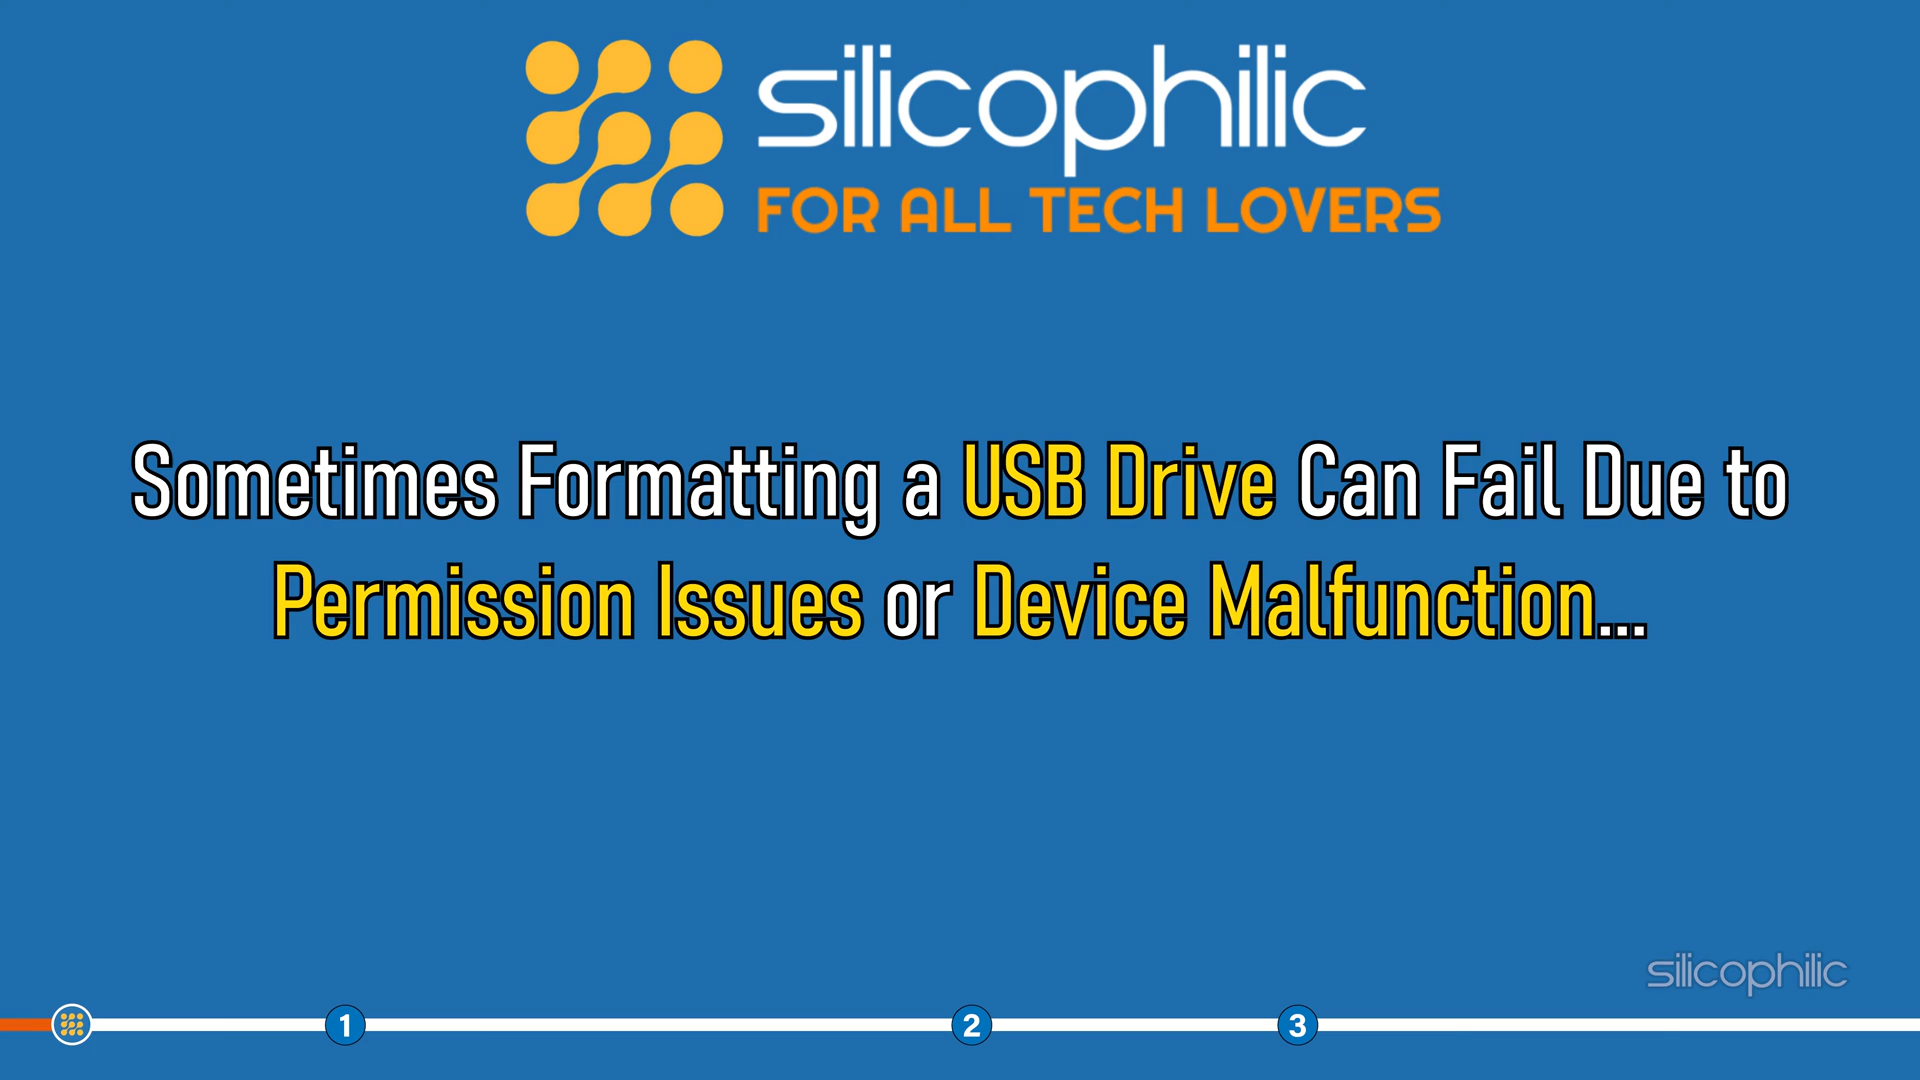 silicophilic
FOR ALL TECH LOVERS
Sometimes Formatting a USB Drive Can Fail Due to
Permission Issues or Device Malfunction...
silicophilic
1 2 3